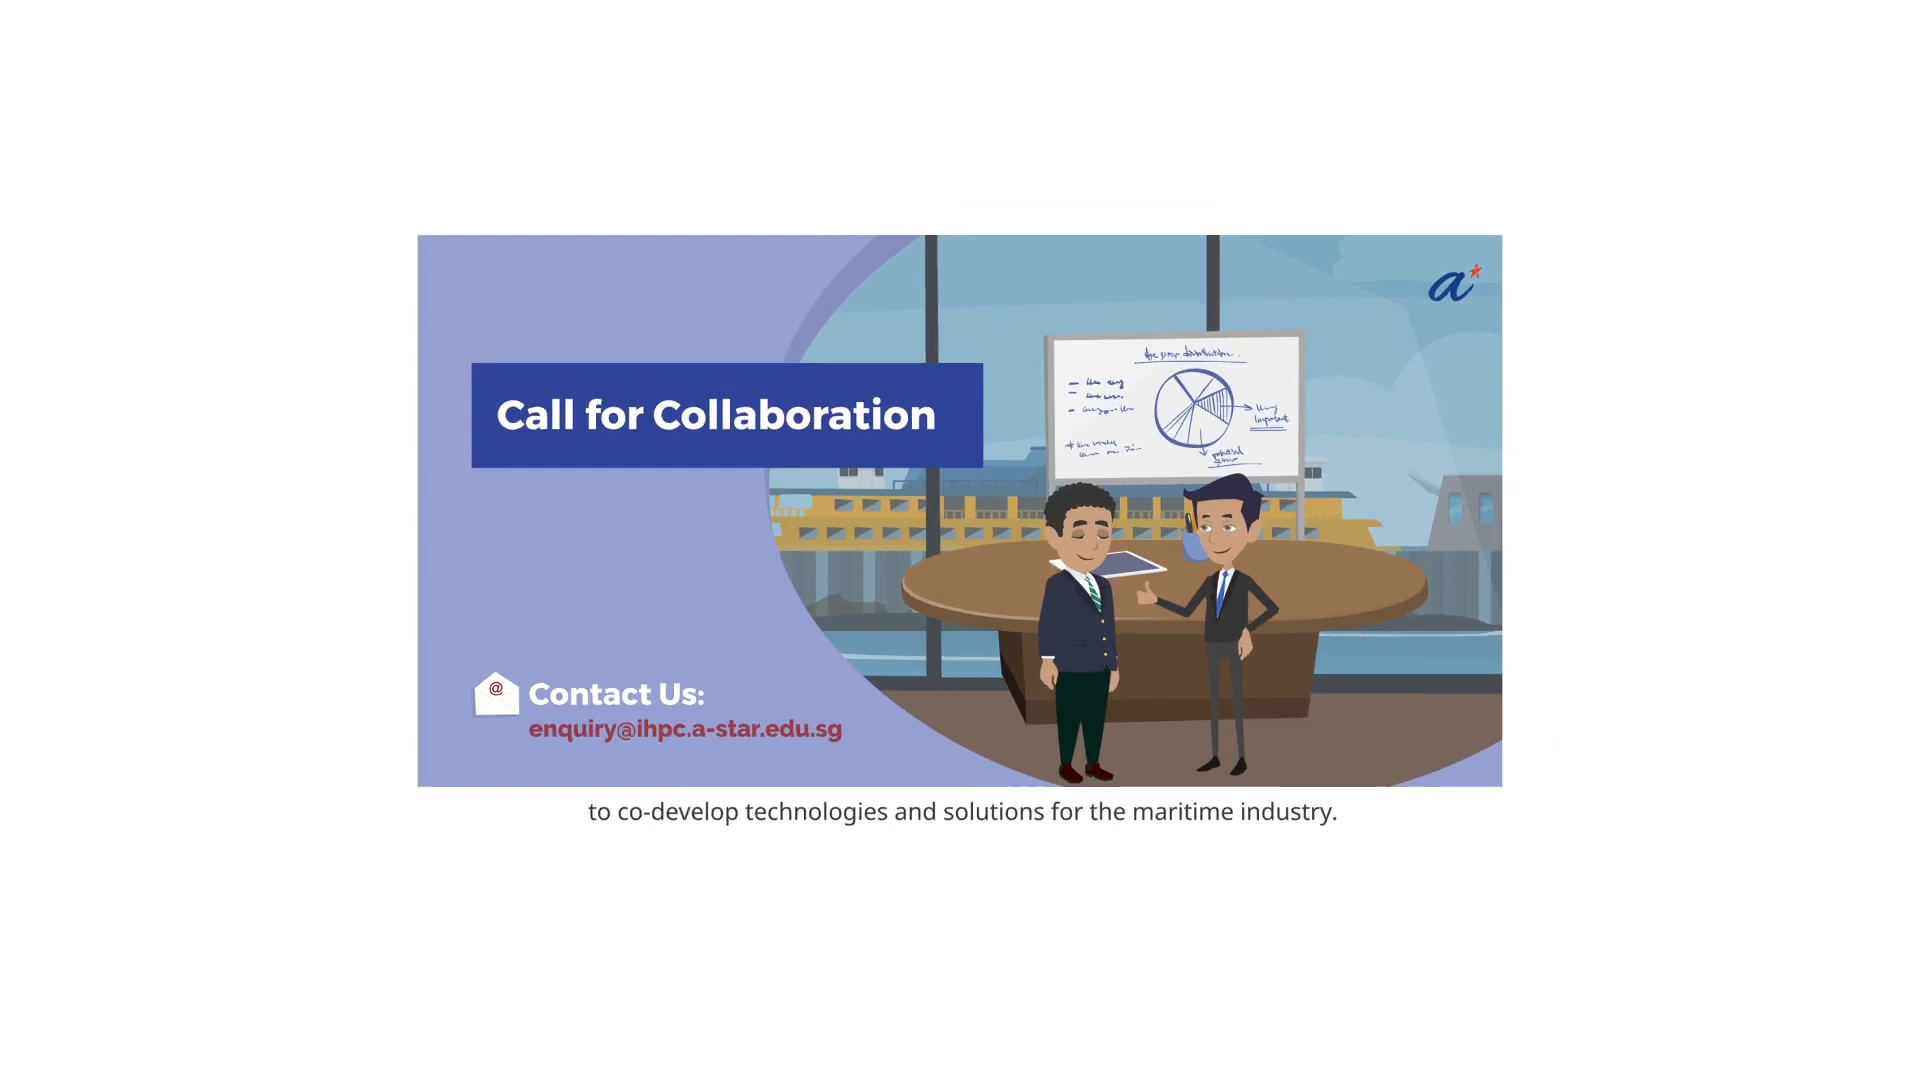 Call for Collaboration
@
Contact Us:
enquiry@ihpc.a-star.edu.sg
to co-develop technologies and solutions for the maritime industry.